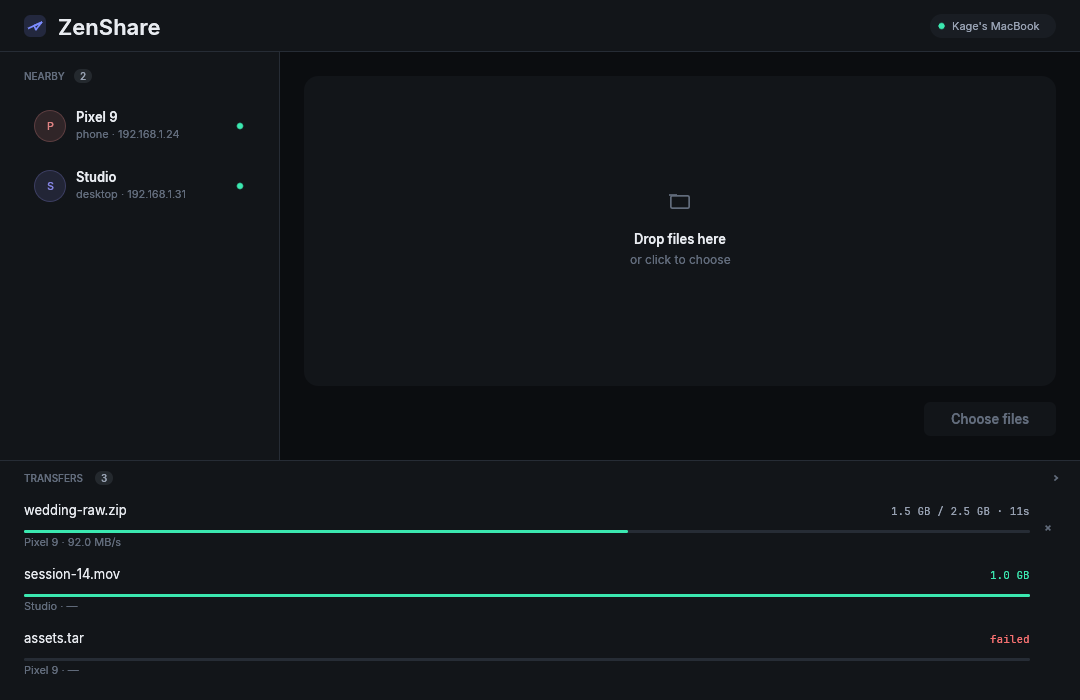 ZenShare
Kage's MacBook
NEARBY 2
P
Pixel 9
phone · 192.168.1.24
S
Studio
desktop · 192.168.1.31
Drop files here
or click to choose
Choose files
TRANSFERS 3
wedding-raw.zip
1.5 GB / 2.5 GB · 11s
Pixel 9 · 92.0 MB/s
session-14.mov
1.0 GB
Studio · —
assets.tar
failed
Pixel 9 · —